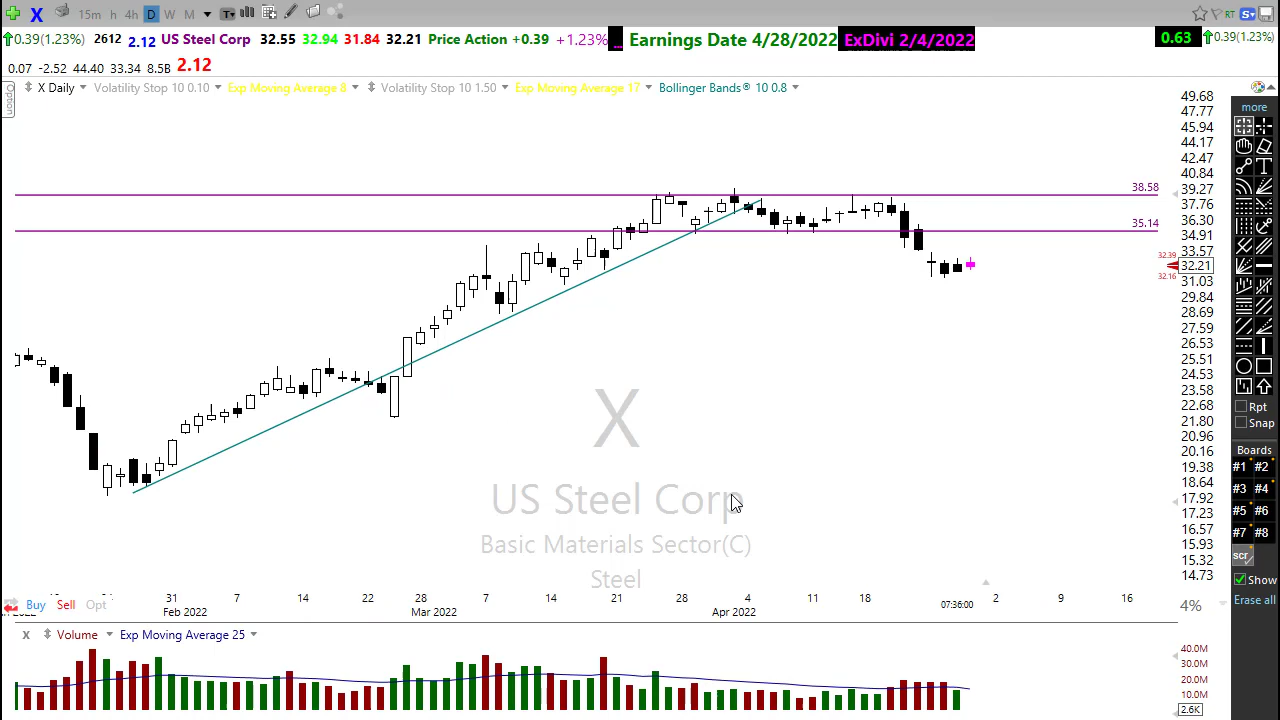 X 15m h 4h D W M T RT S
0.39(1.23%) 2612 2.12 US Steel Corp 32.55 32.94 31.84 32.21 Price Action +0.39 +1.23% ... Earnings Date 4/28/2022 ExDivi 2/4/2022 0.63 0.39(1.23%)
0.07 -2.52 44.40 33.34 8.5B 2.12
Option
X Daily Volatility Stop 10 0.10 Exp Moving Average 8 Volatility Stop 10 1.50 Exp Moving Average 17 Bollinger Bands® 10 0.8
49.68
47.77
45.94
44.17
42.47
40.84
39.27
37.76
36.30
34.91
33.57
32.21
31.03
29.84
28.69
27.59
26.53
25.51
24.53
23.58
22.68
21.80
20.96
20.16
19.38
18.64
17.92
17.23
16.57
15.93
15.32
14.73
38.58
35.14
32.39
32.16
X
US Steel Corp
Basic Materials Sector(C)
Steel
31 7 14 22 28 7 14 21 28 4 11 18 07:36:00 2 9 16
Feb 2022 Mar 2022 Apr 2022
Buy Sell Opt
4%
X Volume Exp Moving Average 25
40.0M
30.0M
20.0M
10.0M
2.6K
more
T
Rpt
Snap
Boards
#1 #2
#3 #4
#5 #6
#7 #8
scr
Show
Erase all